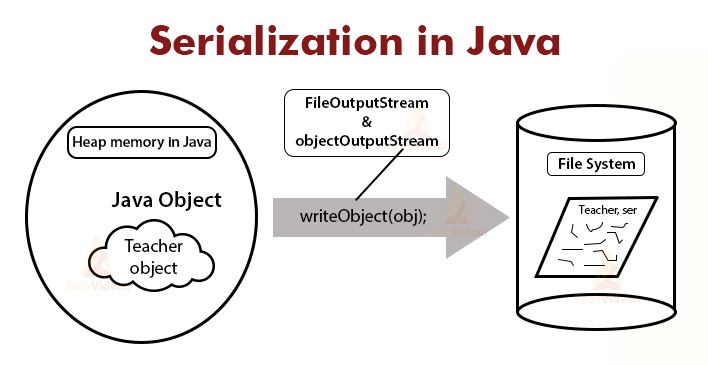 Serialization in Java
Heap memory in Java
Java Object
Teacher
object
FileOutputStream
&
objectOutputStream
writeObject(obj);
File System
Teacher, ser
TechVidvan